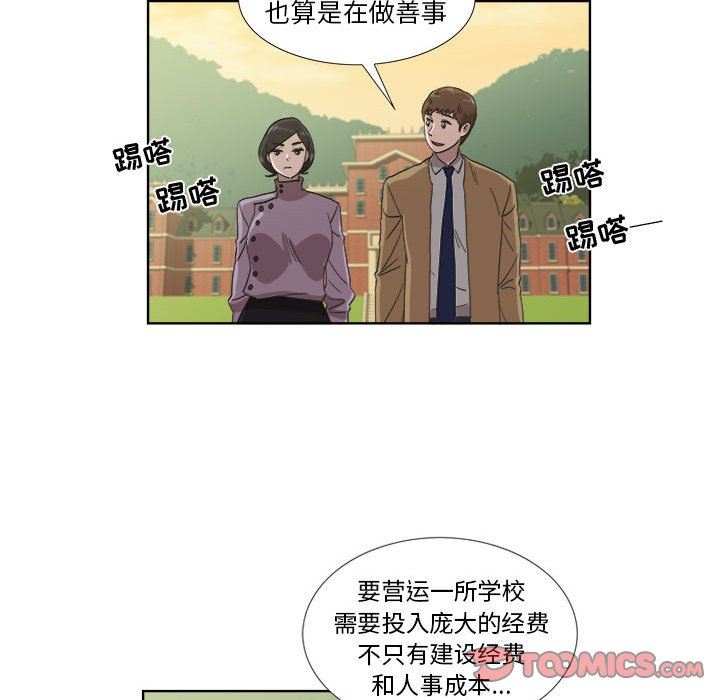 也算是在做善事
踢嗒
踢嗒
踢嗒
踢嗒
要营运一所学校
需要投入庞大的经费
不只有建设经费
和人事成本...
TOOMICS.COM